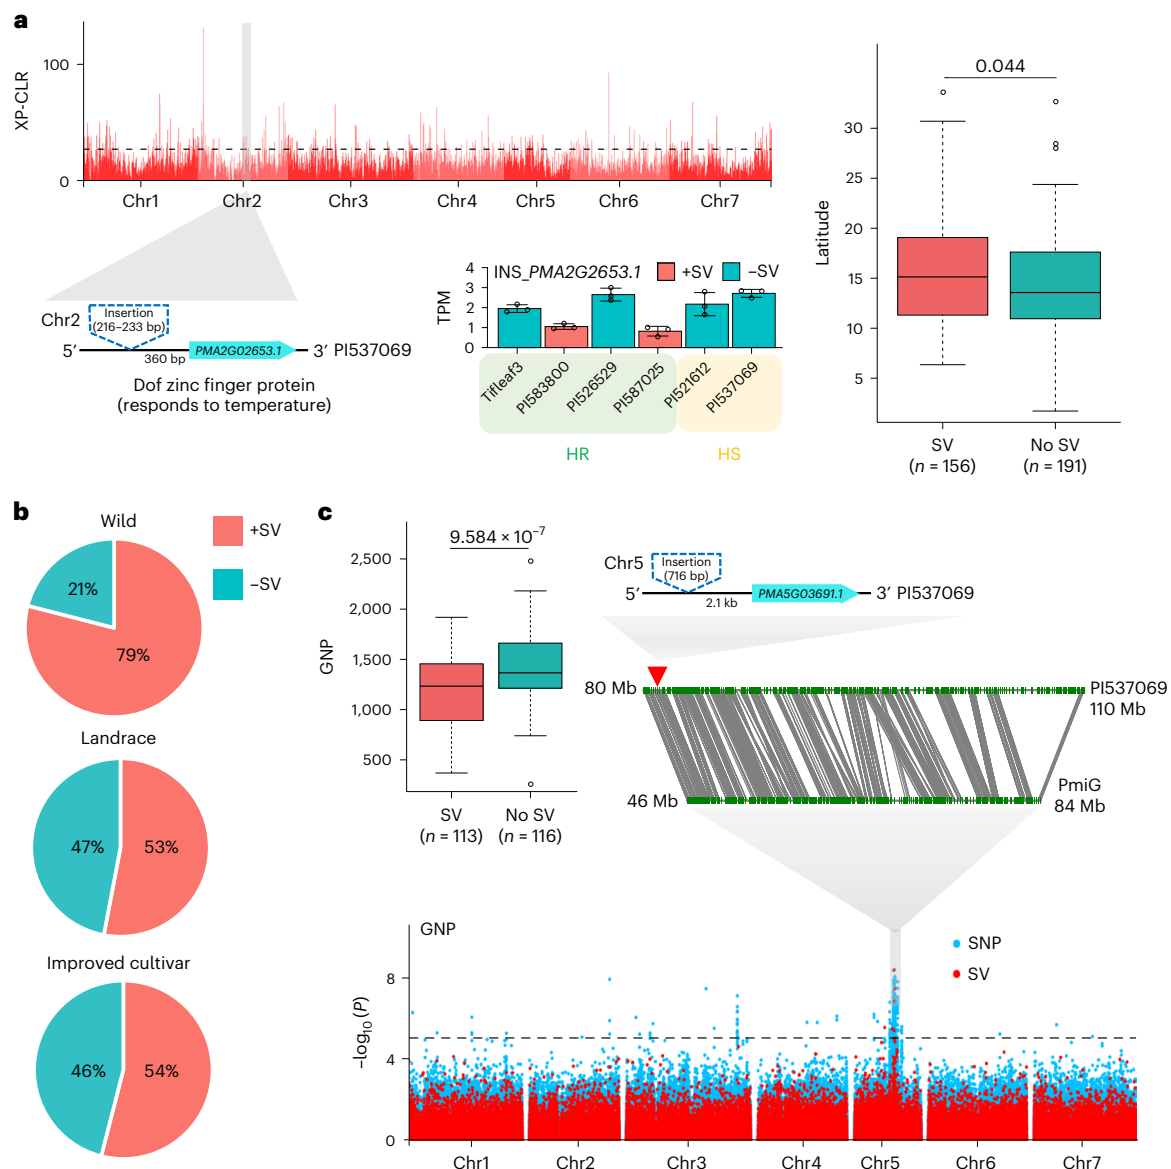 a
XP-CLR
100
0
Chr1
Chr2
Chr3
Chr4
Chr5
Chr6
Chr7
Chr2
Insertion
(216–233 bp)
5′
360 bp
PMA2G02653.1
3′ PI537069
Dof zinc finger protein
(responds to temperature)
INS_PMA2G2653.1
+SV
−SV
TPM
4
3
2
1
0
Tifleaf3
PI583800
PI526529
PI587025
PI521612
PI537069
HR
HS
0.044
Latitude
30
25
20
15
10
5
SV
(n = 156)
No SV
(n = 191)
b
Wild
+SV
−SV
21%
79%
Landrace
47%
53%
Improved cultivar
46%
54%
c
9.584 × 10⁻⁷
GNP
2,500
2,000
1,500
1,000
500
SV
(n = 113)
No SV
(n = 116)
Chr5
Insertion
(716 bp)
5′
2.1 kb
PMA5G03691.1
3′ PI537069
80 Mb
PI537069
110 Mb
46 Mb
PmiG
84 Mb
GNP
SNP
SV
−log₁₀(P)
8
4
0
Chr1
Chr2
Chr3
Chr4
Chr5
Chr6
Chr7